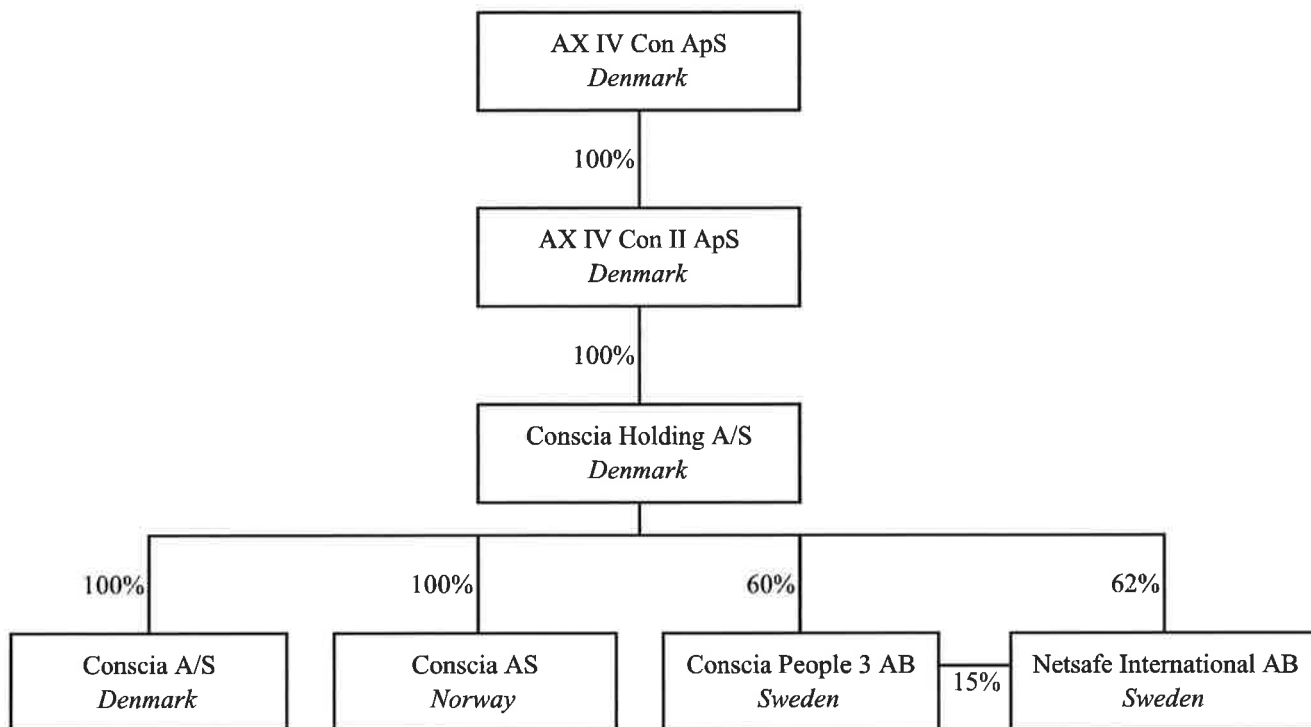 AX IV Con ApS
Denmark
100%
AX IV Con II ApS
Denmark
100%
Conscia Holding A/S
Denmark
100%
100%
60%
62%
Conscia A/S
Denmark
Conscia AS
Norway
Conscia People 3 AB
Sweden
15%
Netsafe International AB
Sweden